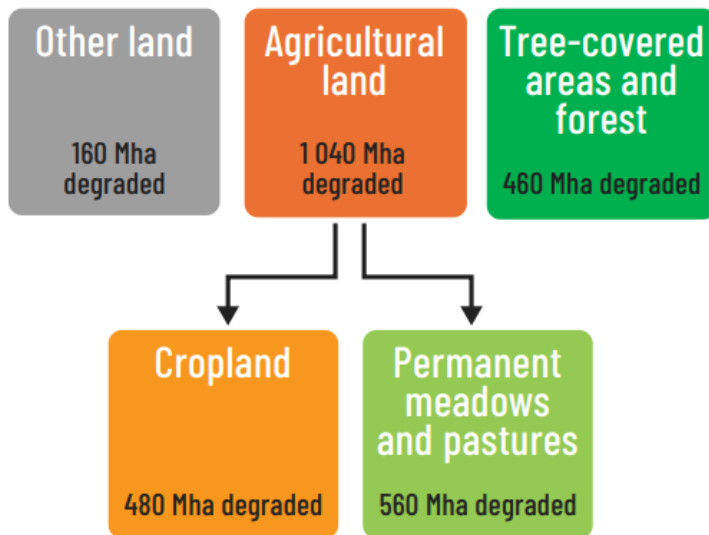 Other land
160 Mha
degraded
Agricultural
land
1 040 Mha
degraded
Tree-covered
areas and
forest
460 Mha degraded
Cropland
480 Mha degraded
Permanent
meadows
and pastures
560 Mha degraded